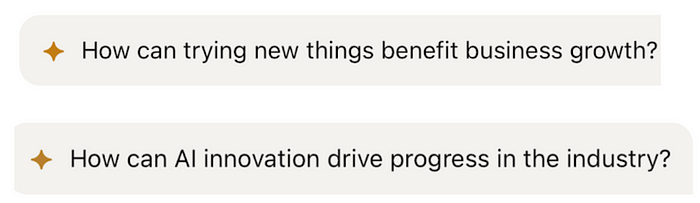 How can trying new things benefit business growth?
How can AI innovation drive progress in the industry?